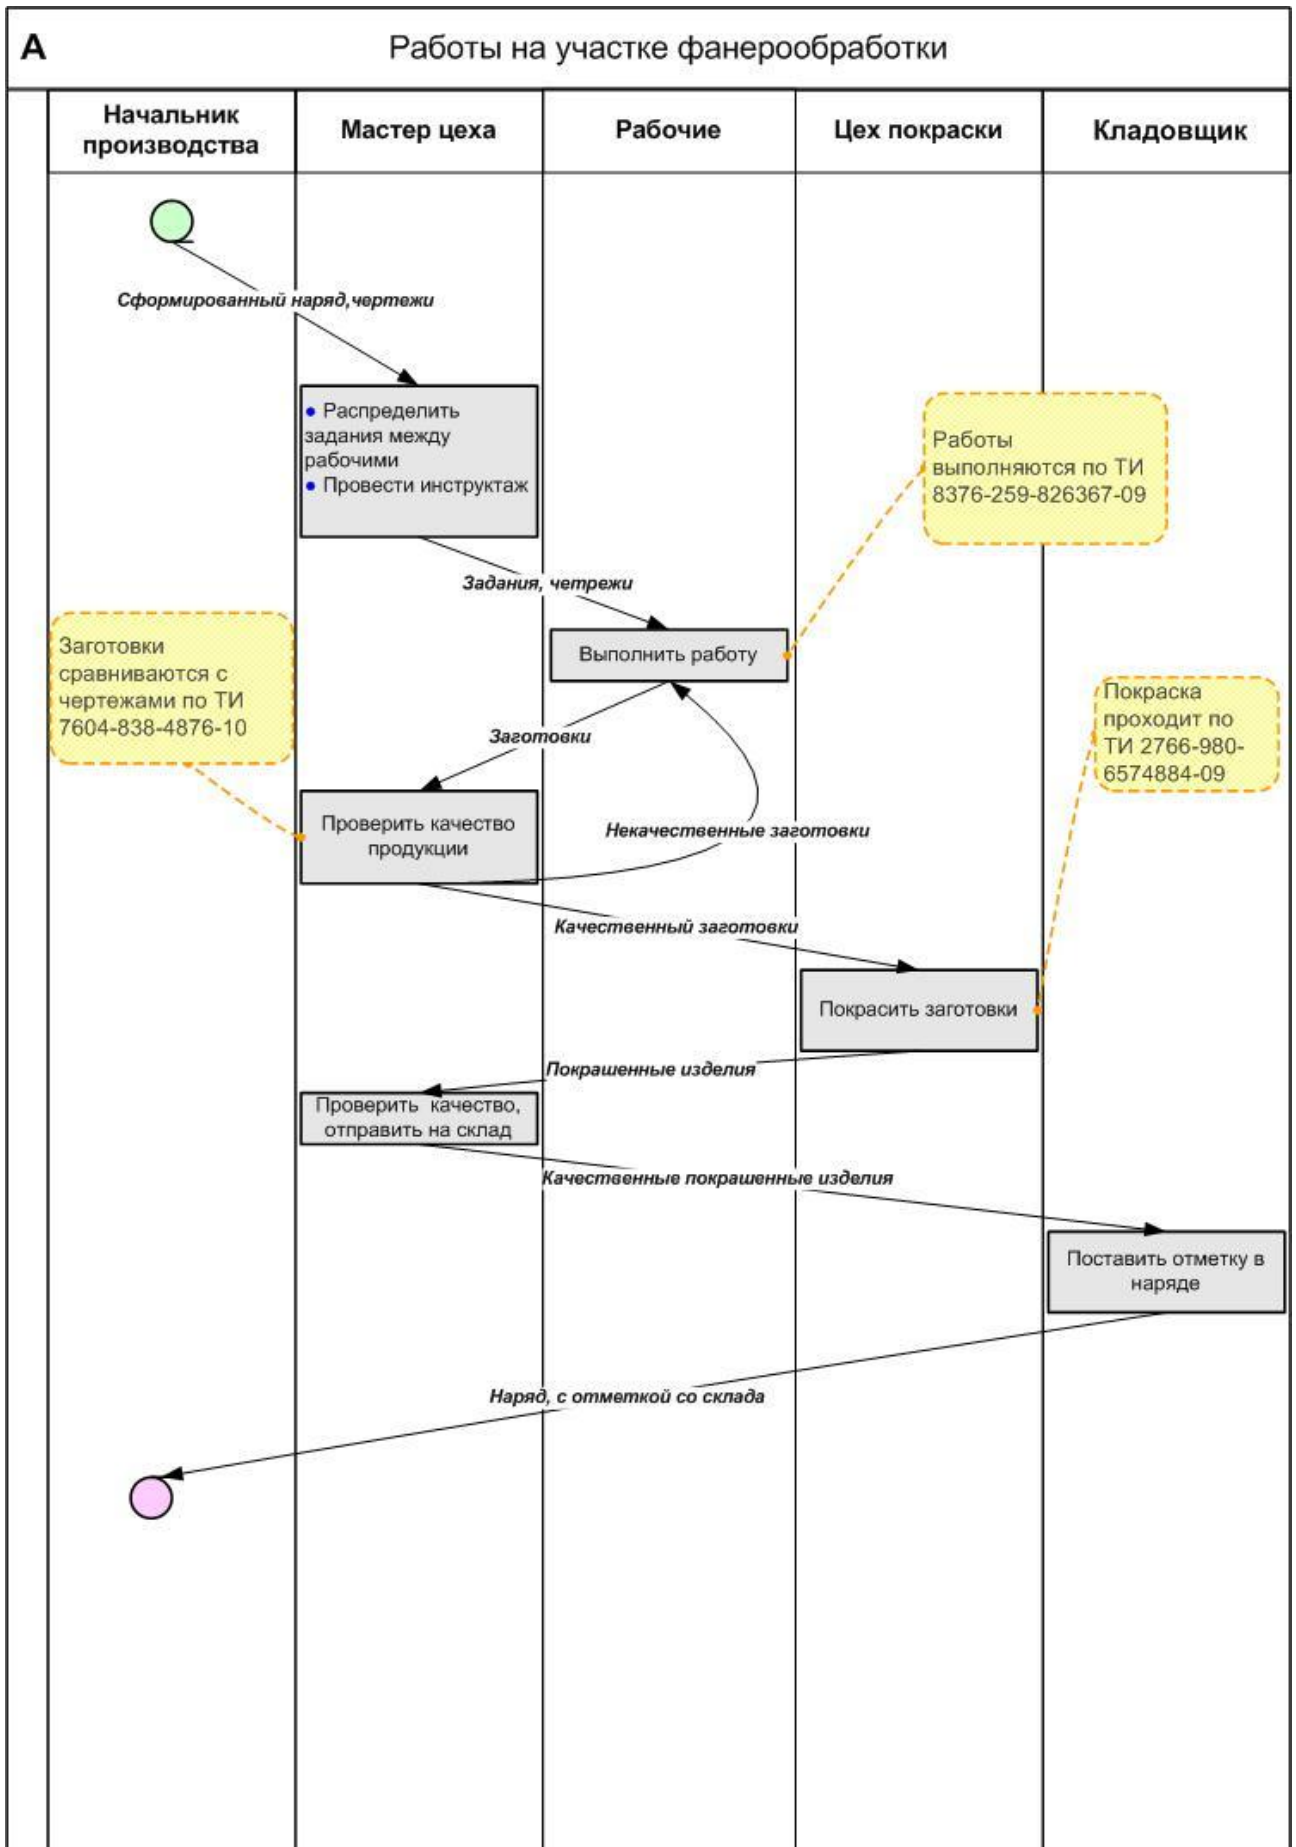 А
Работы на участке фанерообработки
Начальник
производства
Мастер цеха
Рабочие
Цех покраски
Кладовщик
Сформированный наряд,чертежи
• Распределить
задания между
рабочими
• Провести инструктаж
Работы
выполняются по ТИ
8376-259-826367-09
Задания, четрежи
Заготовки
сравниваются с
чертежами по ТИ
7604-838-4876-10
Выполнить работу
Покраска
проходит по
ТИ 2766-980-
6574884-09
Заготовки
Проверить качество
продукции
Некачественные заготовки
Качественный заготовки
Покрасить заготовки
Покрашенные изделия
Проверить качество,
отправить на склад
Качественные покрашенные изделия
Поставить отметку в
наряде
Наряд, с отметкой со склада